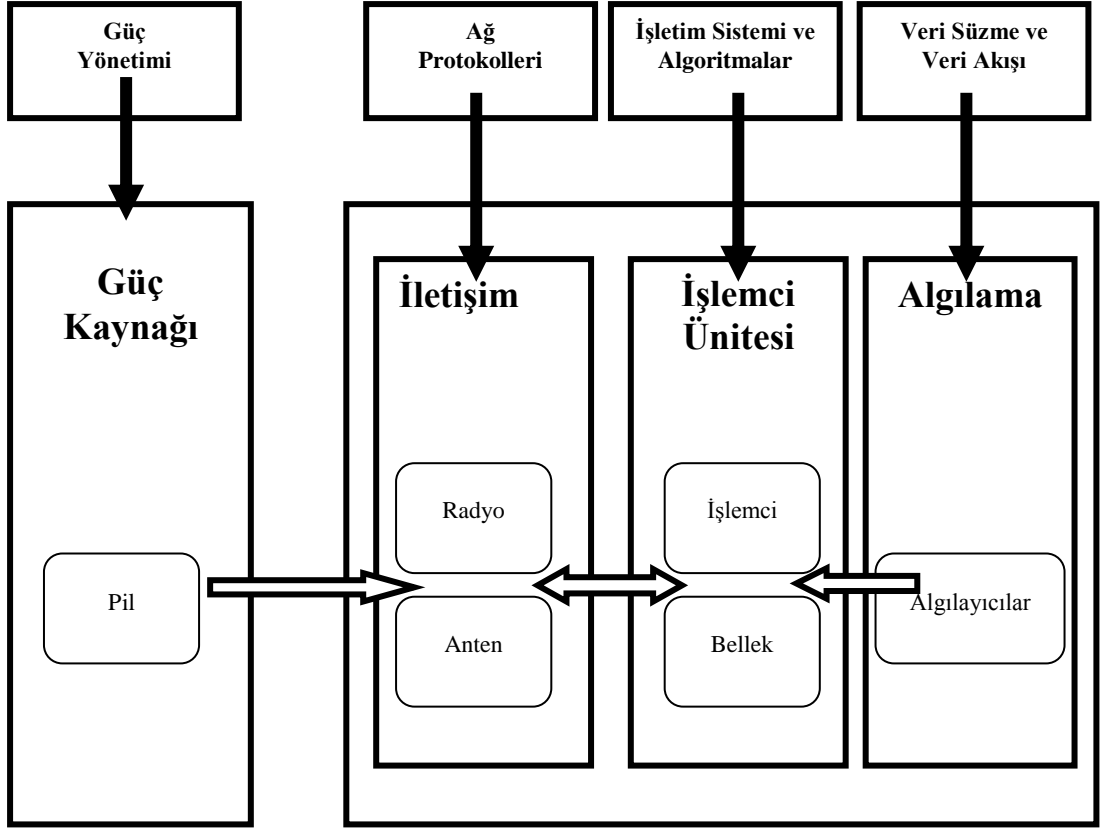 Güç
Yönetimi
Ağ
Protokolleri
İşletim Sistemi ve
Algoritmalar
Veri Süzme ve
Veri Akışı
Güç
Kaynağı
İletişim
İşlemci
Ünitesi
Algılama
Radyo
İşlemci
Pil
Algılayıcılar
Anten
Bellek